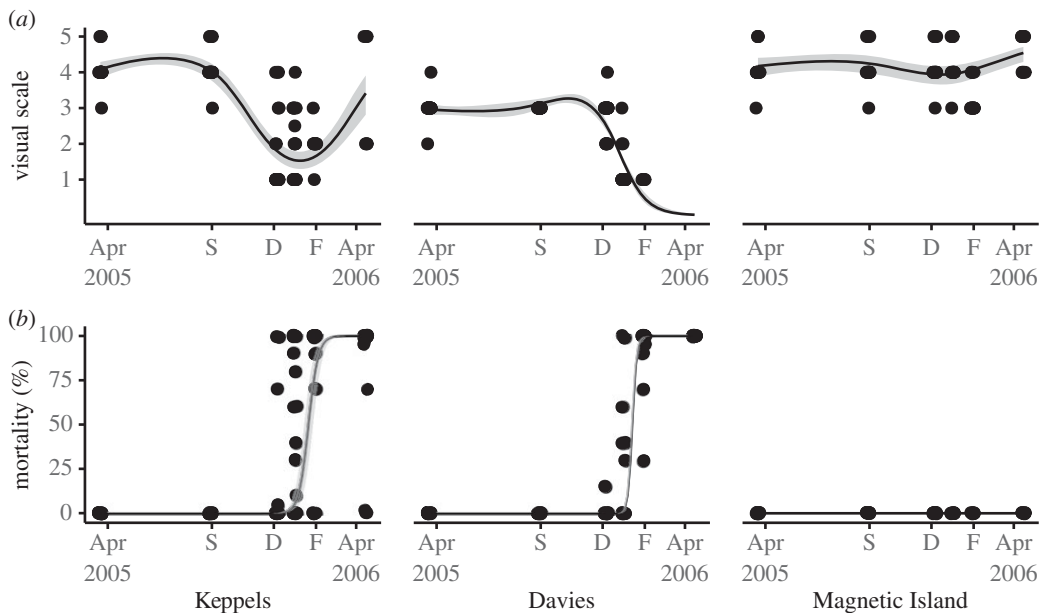 (a)
visual scale
5
4
3
2
1
Apr S D F Apr
2005 2006
Apr S D F Apr
2005 2006
Apr S D F Apr
2005 2006
(b)
mortality (%)
100
75
50
25
0
Apr S D F Apr
2005 2006
Keppels
Apr S D F Apr
2005 2006
Davies
Apr S D F Apr
2005 2006
Magnetic Island